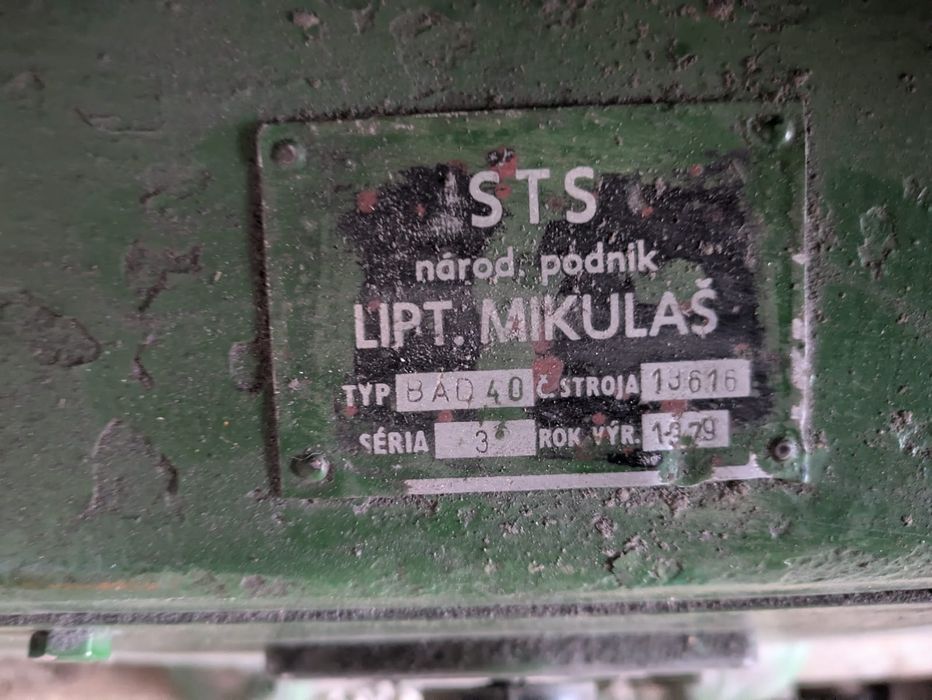 STS
národ. podnik
LIPT. MIKULAŠ
TYP BAD 40 Č. STROJA 13616
SÉRIA 3 ROK VÝR. 1979